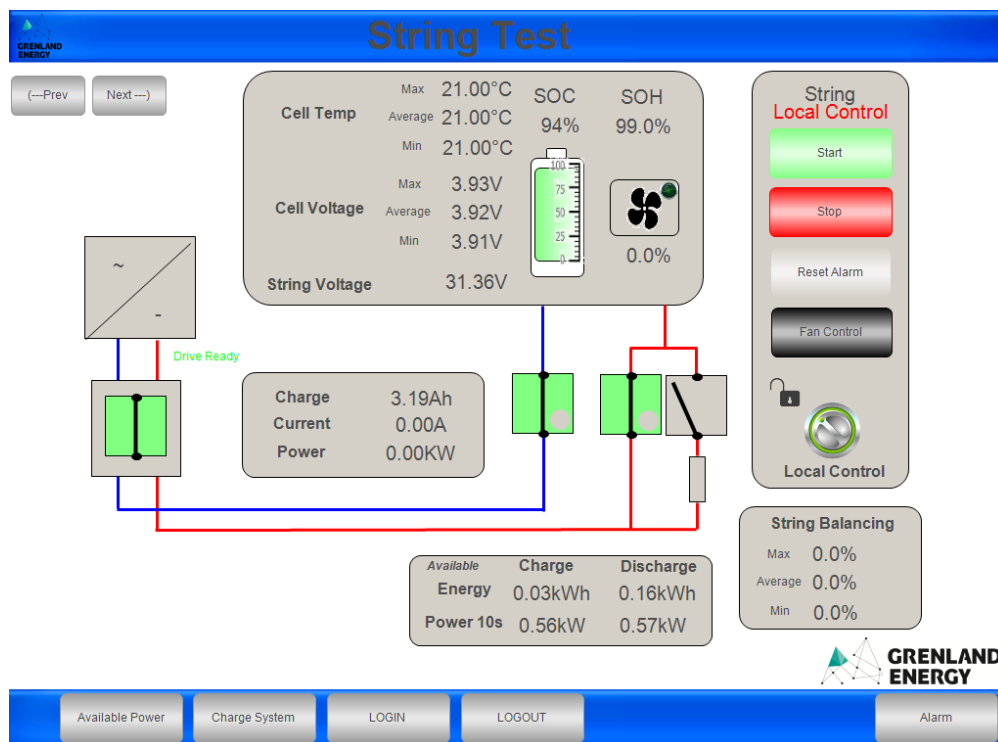 GRENLAND
ENERGY
String Test
(---Prev
Next ---)
Cell Temp
Max 21.00°C
Average 21.00°C
Min 21.00°C
SOC
94%
SOH
99.0%
Cell Voltage
Max 3.93V
Average 3.92V
Min 3.91V
100
75
50
25
0
0.0%
String Voltage 31.36V
String
Local Control
Start
Stop
Reset Alarm
Fan Control
Local Control
~
-
Drive Ready
Charge 3.19Ah
Current 0.00A
Power 0.00KW
String Balancing
Max 0.0%
Average 0.0%
Min 0.0%
Available Charge Discharge
Energy 0.03kWh 0.16kWh
Power 10s 0.56kW 0.57kW
GRENLAND
ENERGY
Available Power
Charge System
LOGIN
LOGOUT
Alarm